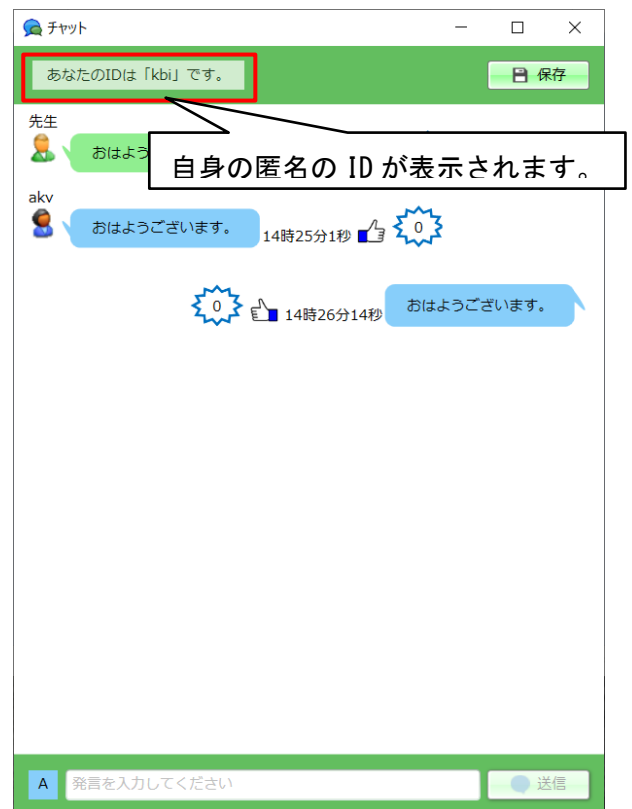 チャット
あなたのIDは「kbi」です。
保存
先生
おはよう
自身の匿名の ID が表示されます。
akv
おはようございます。 14時25分1秒 0
0 14時26分14秒 おはようございます。
A 発言を入力してください 送信